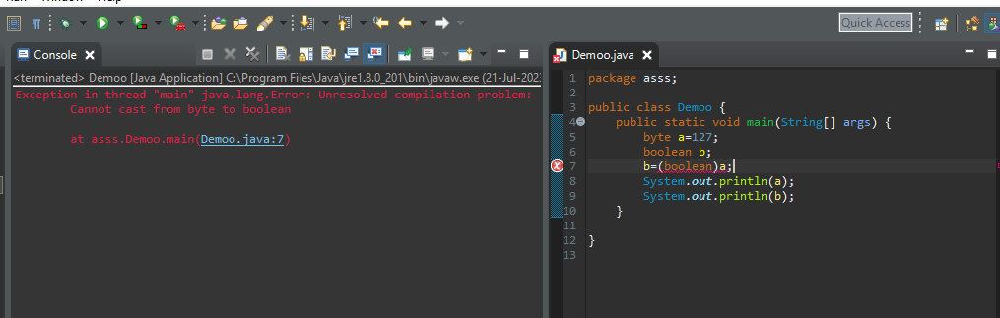 Quick Access
Console
<terminated> Demoo [Java Application] C:\Program Files\Java\jre1.8.0_201\bin\javaw.exe (21-Jul-202
Exception in thread "main" java.lang.Error: Unresolved compilation problem:
Cannot cast from byte to boolean
at asss.Demoo.main(Demoo.java:7)
Demoo.java
1 package asss;
2
3 public class Demoo {
4 public static void main(String[] args) {
5 byte a=127;
6 boolean b;
7 b=(boolean)a;
8 System.out.println(a);
9 System.out.println(b);
10 }
11
12 }
13